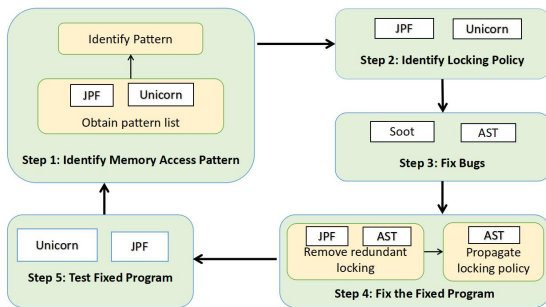 Identify Pattern
JPF
Unicorn
Obtain pattern list
Step 1: Identify Memory Access Pattern
JPF
Unicorn
Step 2: Identify Locking Policy
Soot
AST
Step 3: Fix Bugs
JPF
AST
Remove redundant
locking
AST
Propagate
locking policy
Step 4: Fix the Fixed Program
Unicorn
JPF
Step 5: Test Fixed Program